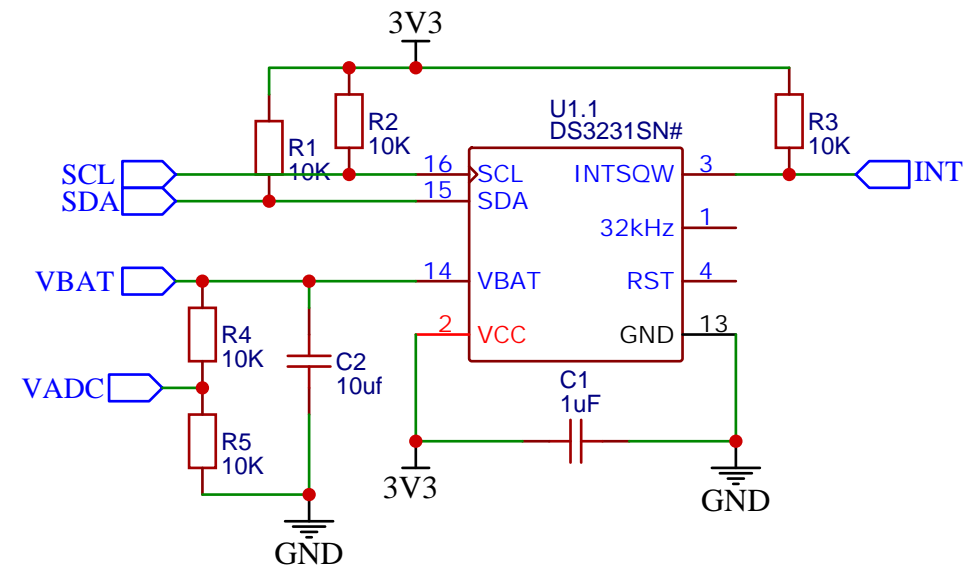 3V3
U1.1
DS3231SN#
R2
10K
R1
10K
R3
10K
SCL
16
SCL
INTSQW
3
INT
SDA
15
SDA
32kHz
1
VBAT
14
VBAT
RST
4
2
VCC
GND
13
R4
10K
C2
10uf
VADC
C1
1uF
R5
10K
3V3
GND
GND